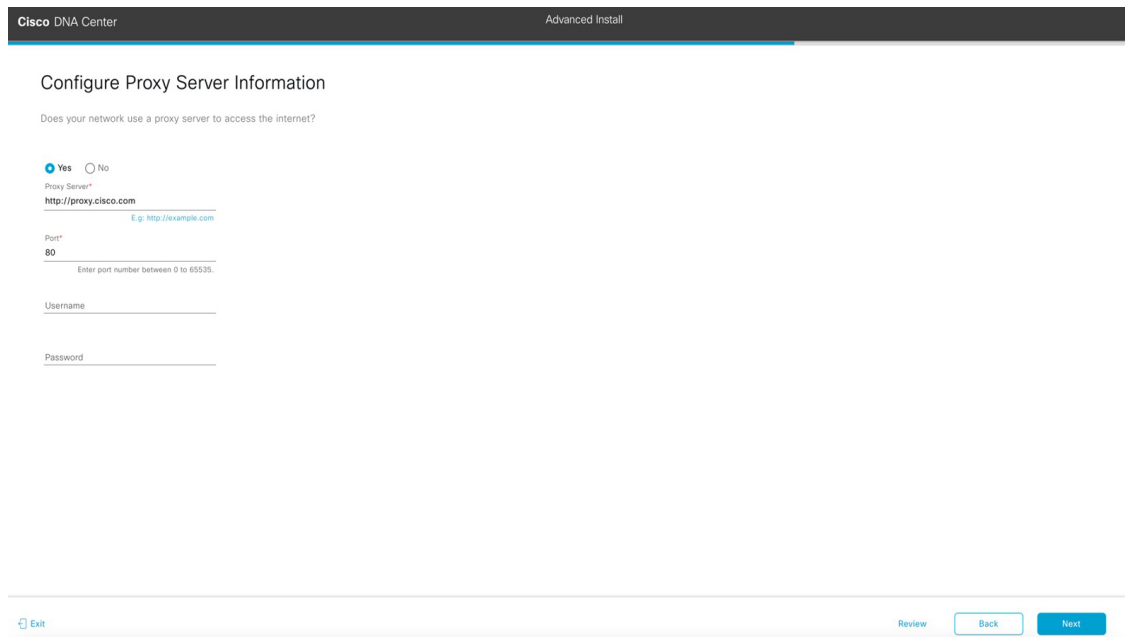 Cisco DNA Center
Advanced Install
Configure Proxy Server Information
Does your network use a proxy server to access the internet?
Yes No
Proxy Server*
http://proxy.cisco.com
E.g: http://example.com
Port*
80
Enter port number between 0 to 65535.
Username
Password
Exit
Review
Back
Next